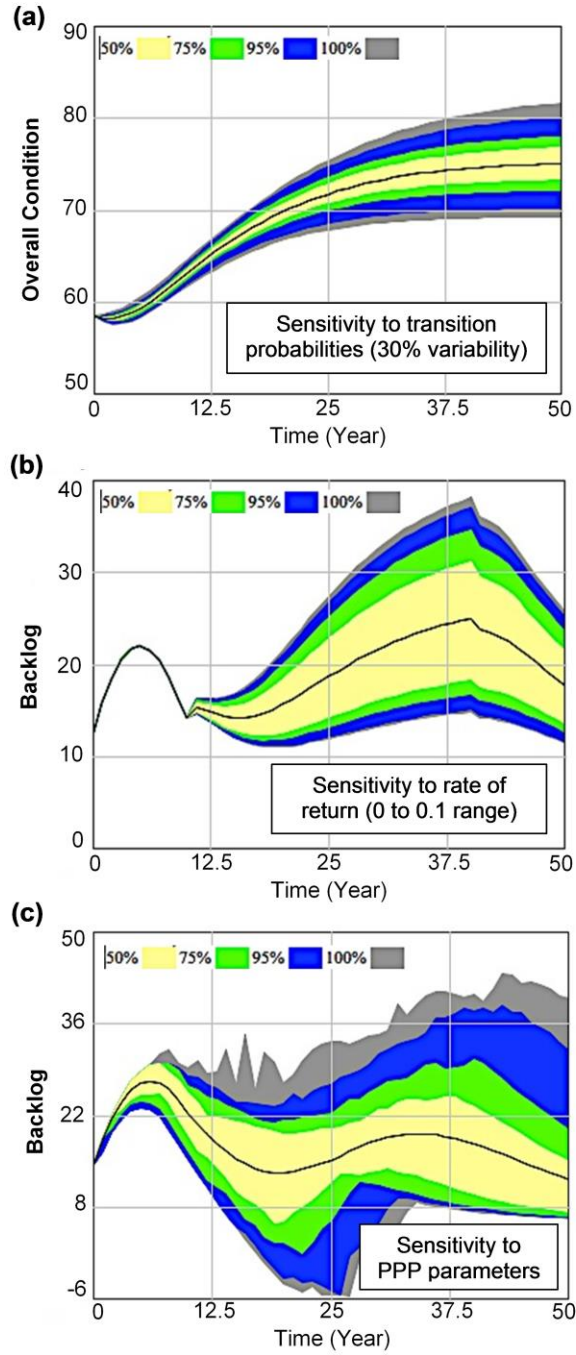 (a)
90
80
70
60
50
50% 75% 95% 100%
Overall Condition
Sensitivity to transition
probabilities (30% variability)
0 12.5 25 37.5 50
Time (Year)
(b)
40
30
20
10
0
50% 75% 95% 100%
Backlog
Sensitivity to rate of
return (0 to 0.1 range)
0 12.5 25 37.5 50
Time (Year)
(c)
50
36
22
8
-6
50% 75% 95% 100%
Backlog
Sensitivity to
PPP parameters
0 12.5 25 37.5 50
Time (Year)